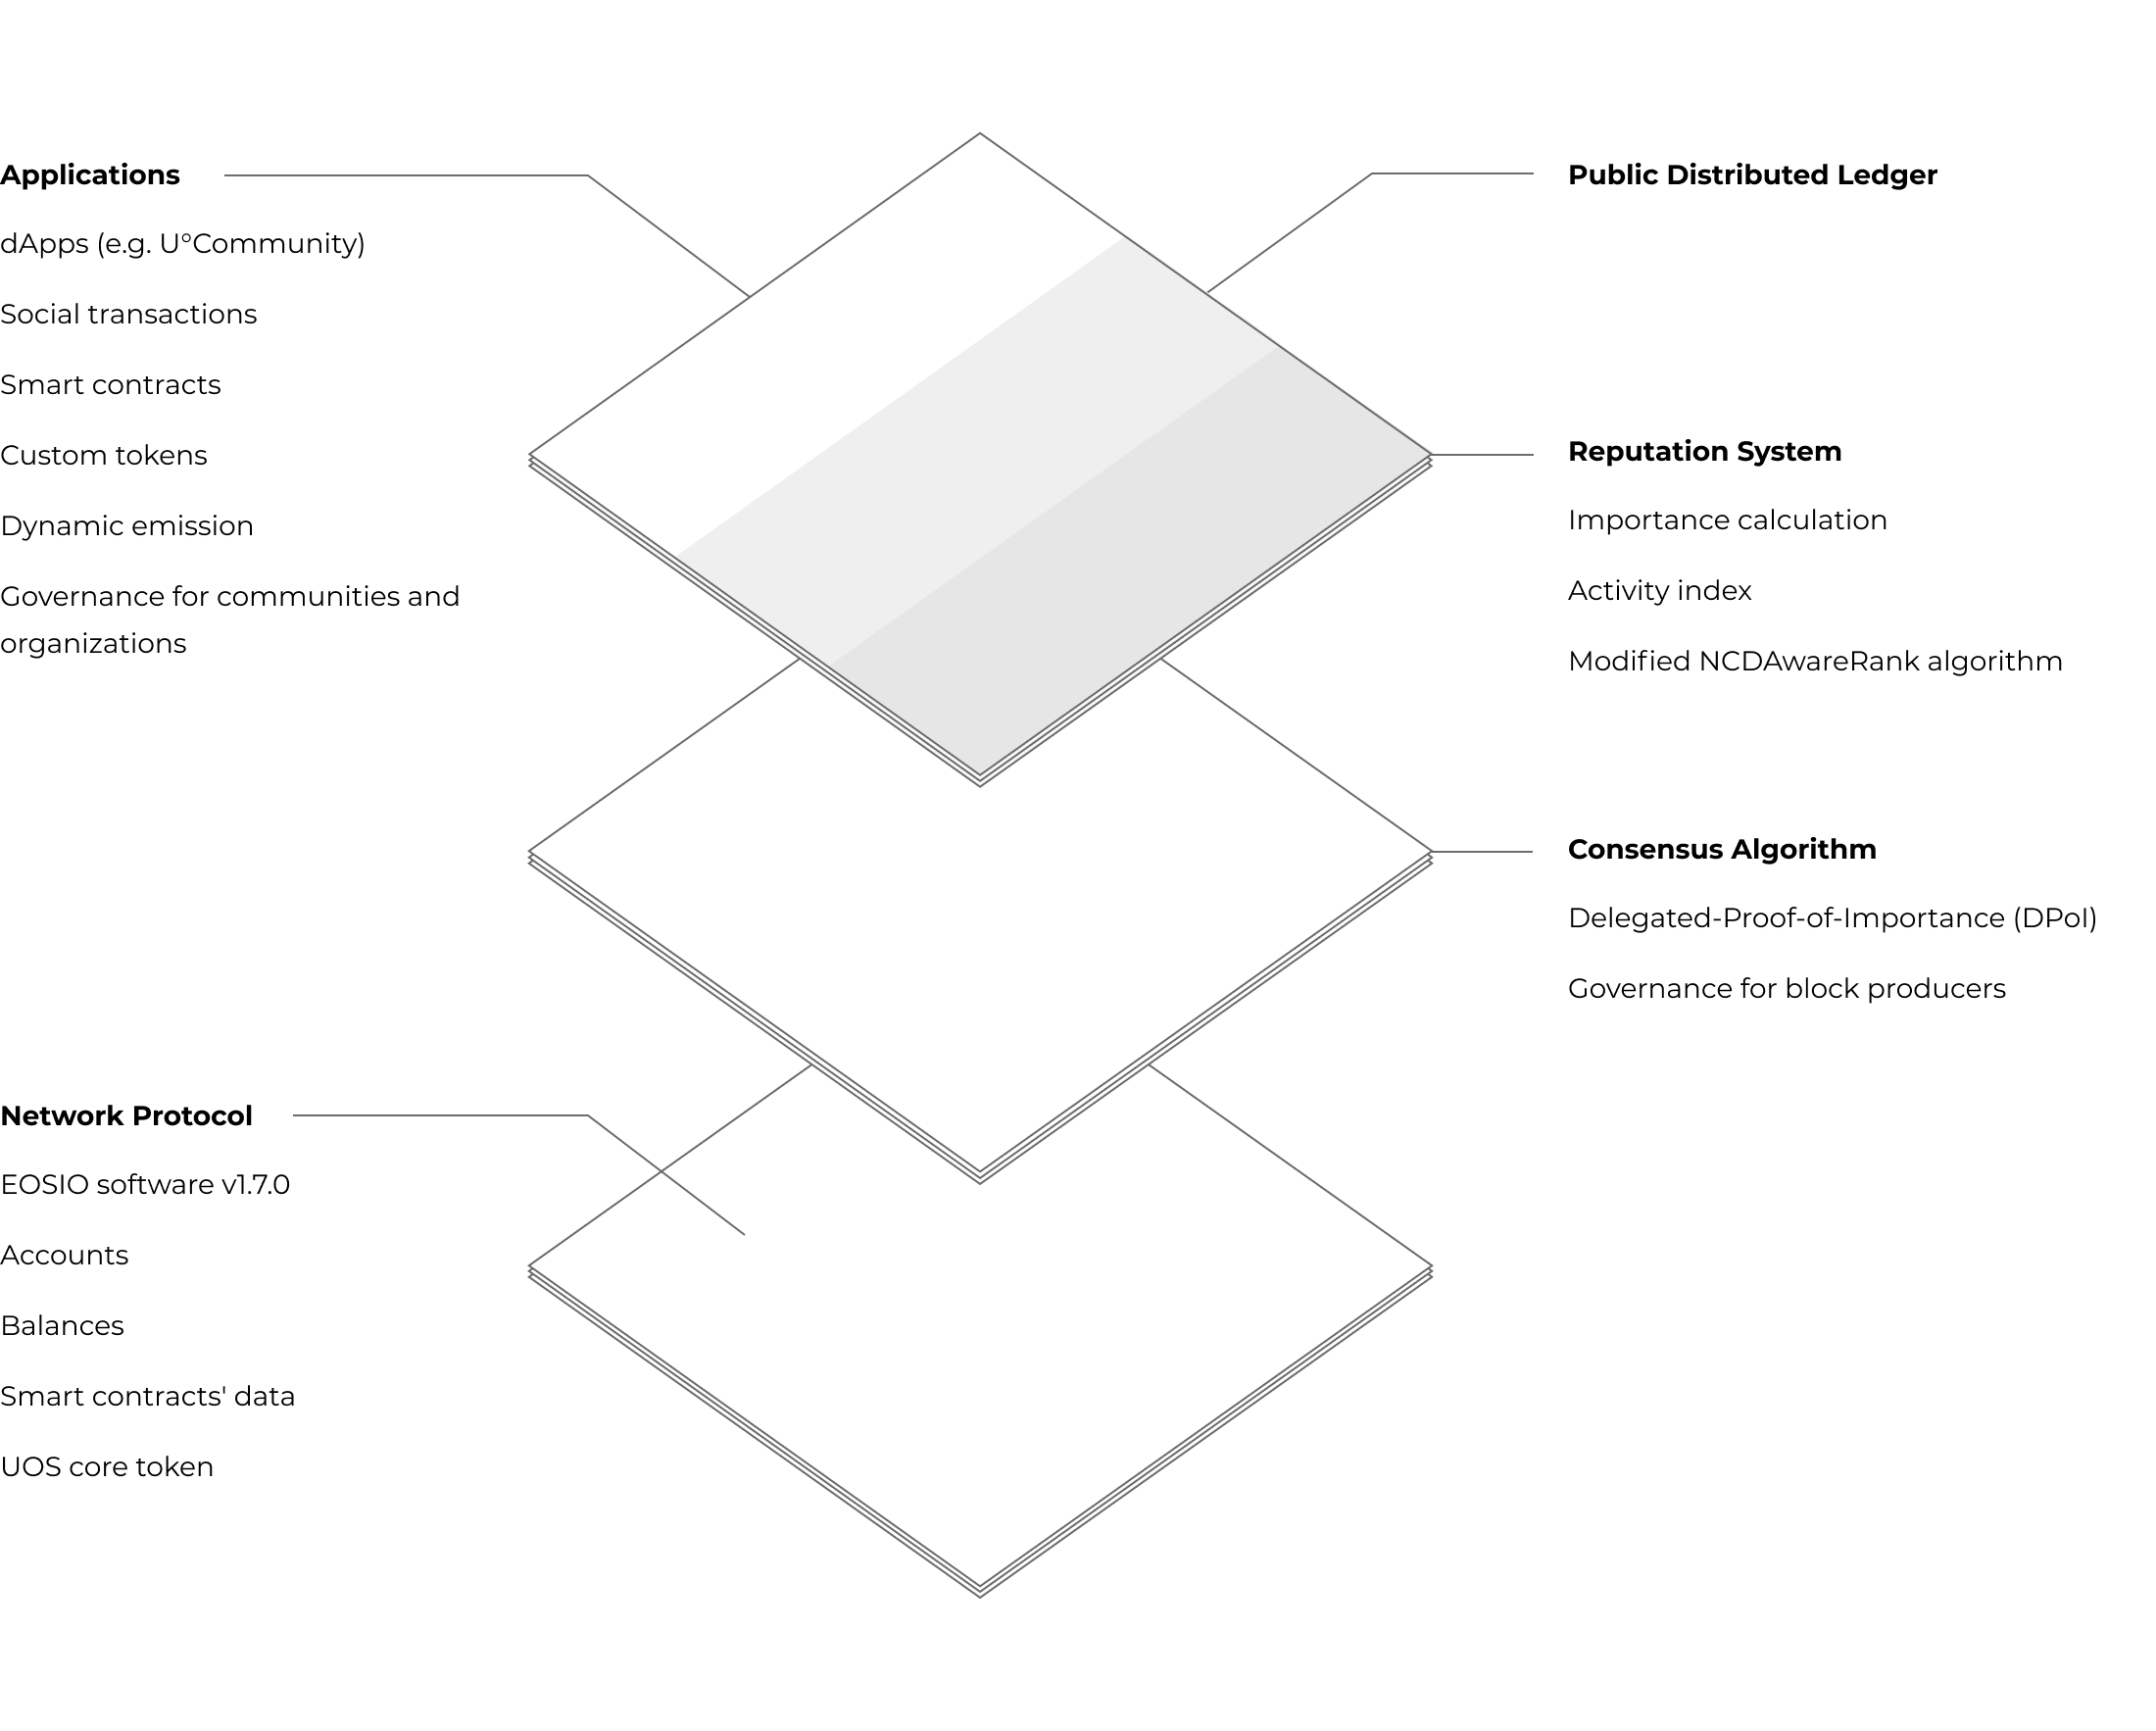 Applications
dApps (e.g. U°Community)
Social transactions
Smart contracts
Custom tokens
Dynamic emission
Governance for communities and
organizations
Public Distributed Ledger
Reputation System
Importance calculation
Activity index
Modified NCDAwareRank algorithm
Consensus Algorithm
Delegated-Proof-of-Importance (DPoI)
Governance for block producers
Network Protocol
EOSIO software v1.7.0
Accounts
Balances
Smart contracts' data
UOS core token